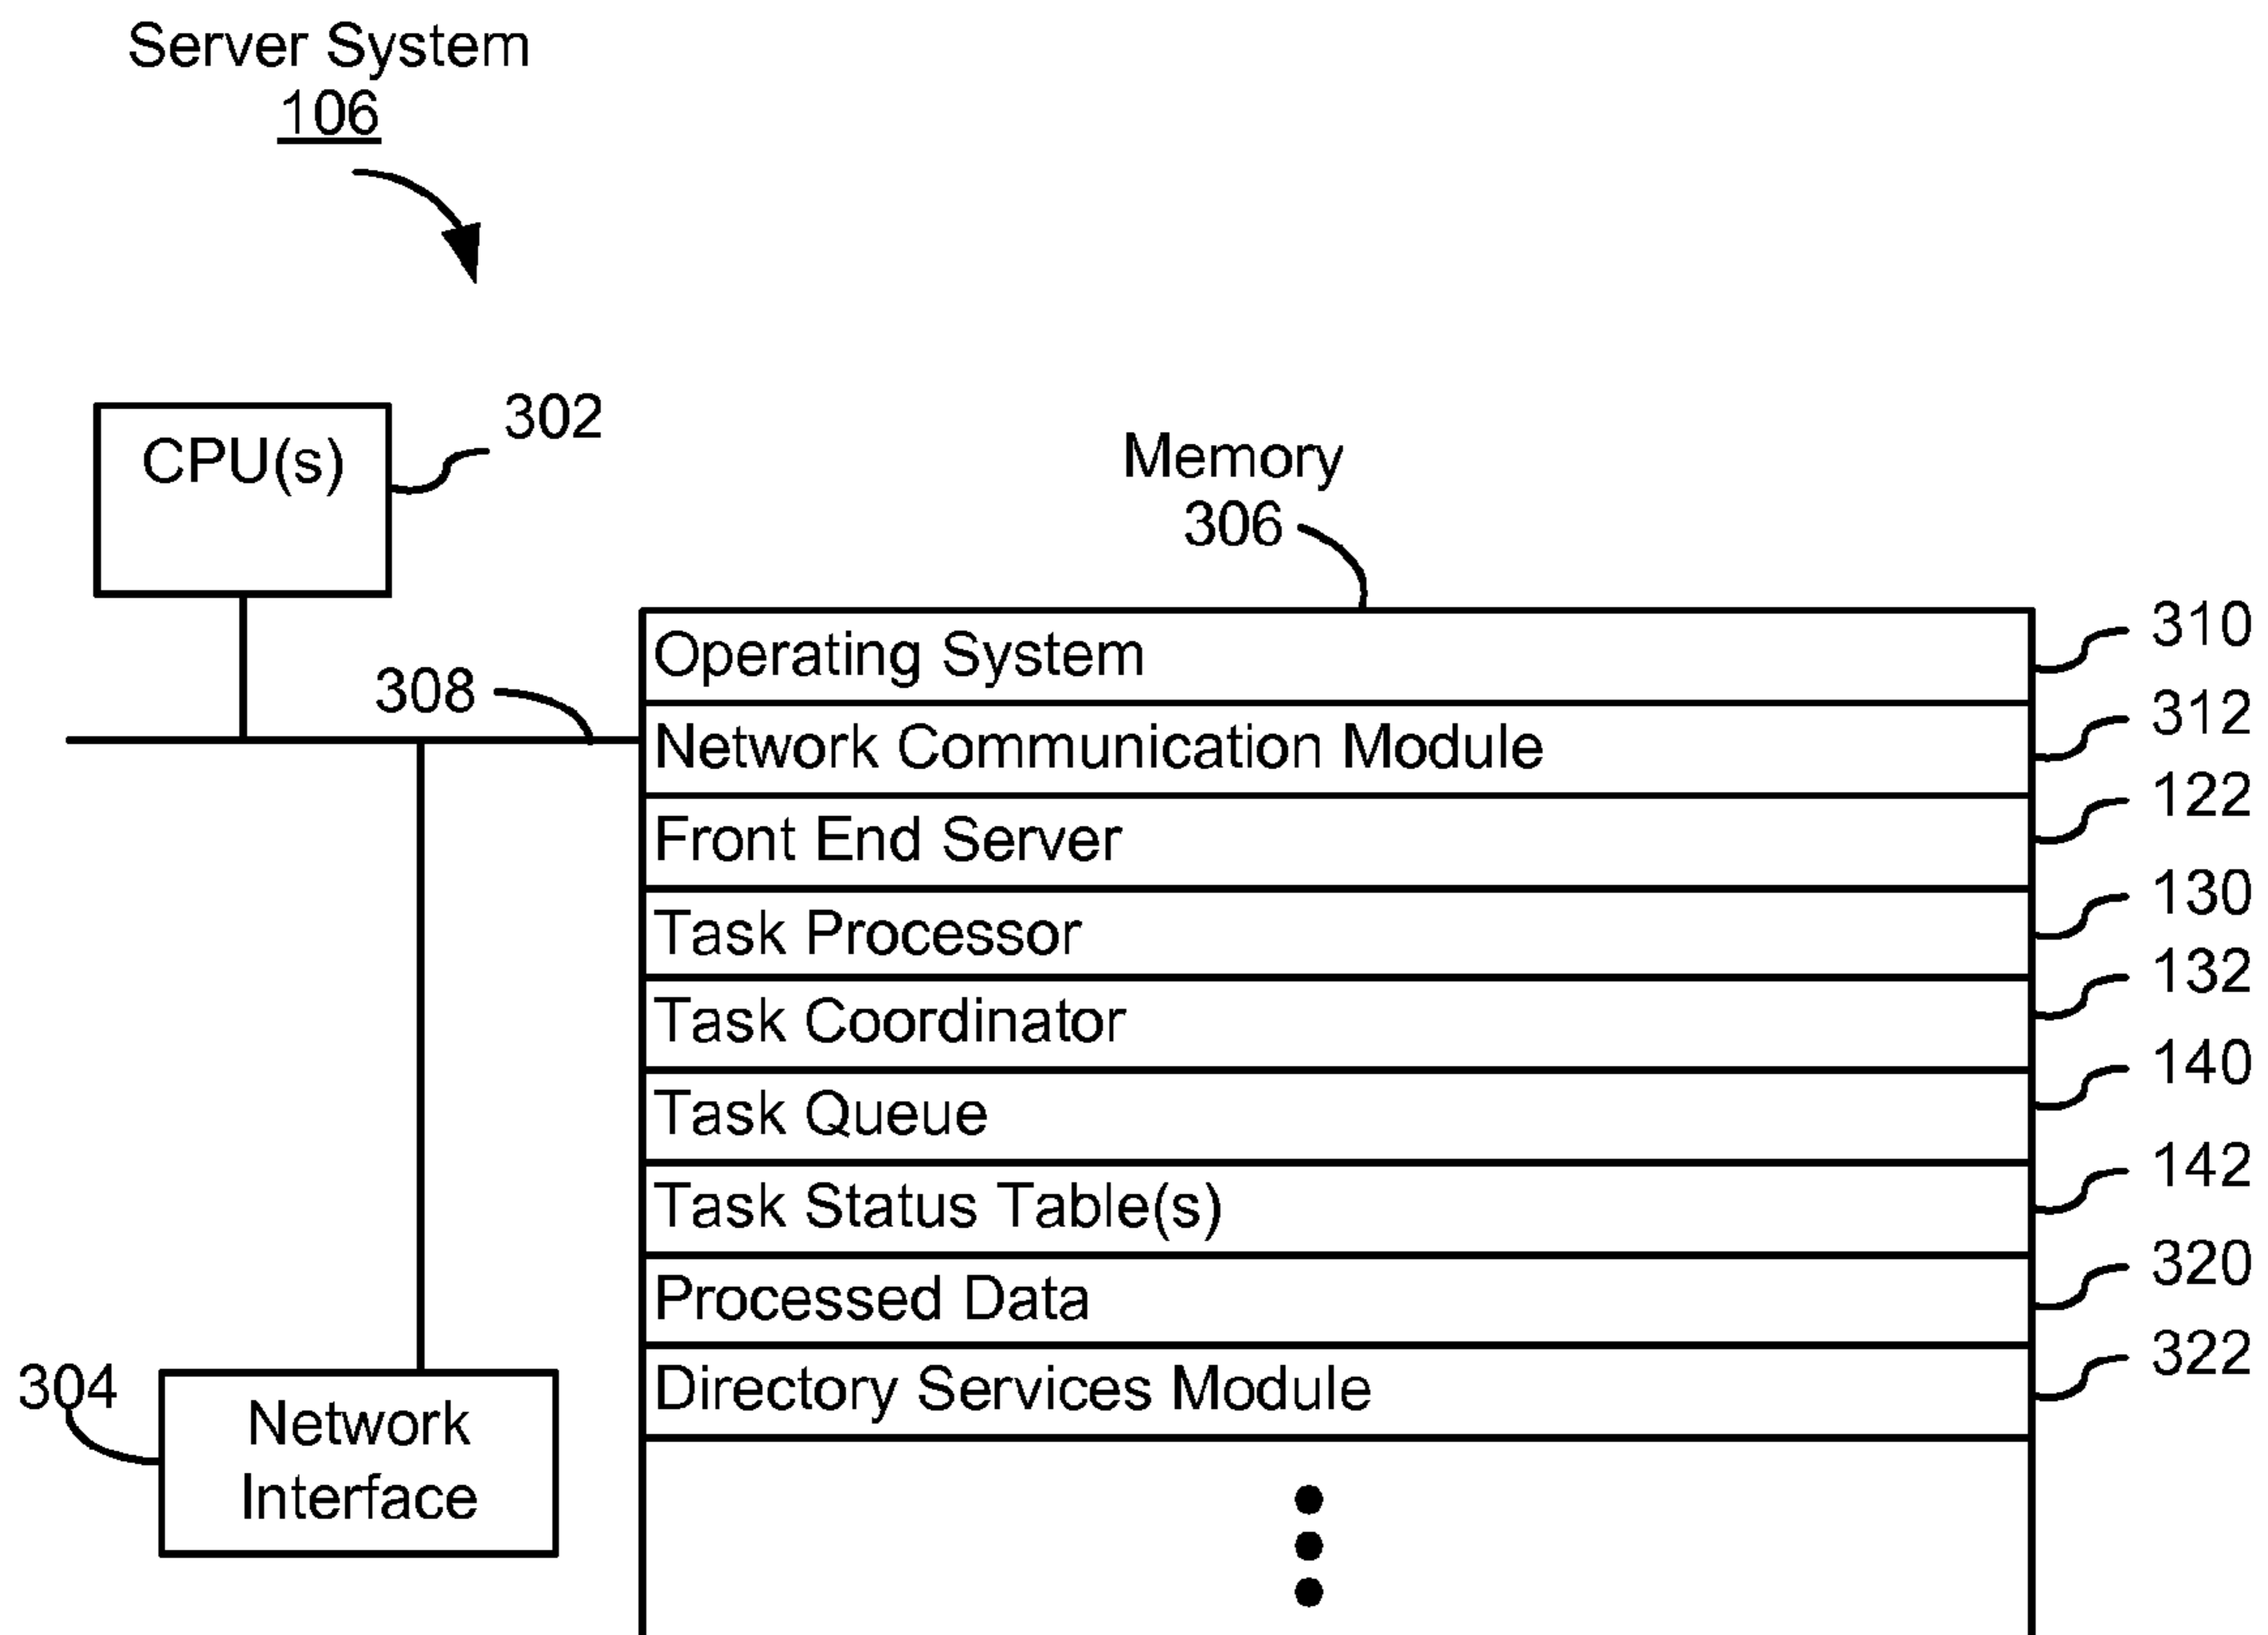 Server System
106
CPU(s)
302
Memory
306
308
Operating System
310
Network Communication Module
312
Front End Server
122
Task Processor
130
Task Coordinator
132
Task Queue
140
Task Status Table(s)
142
Processed Data
320
Directory Services Module
322
304
Network
Interface